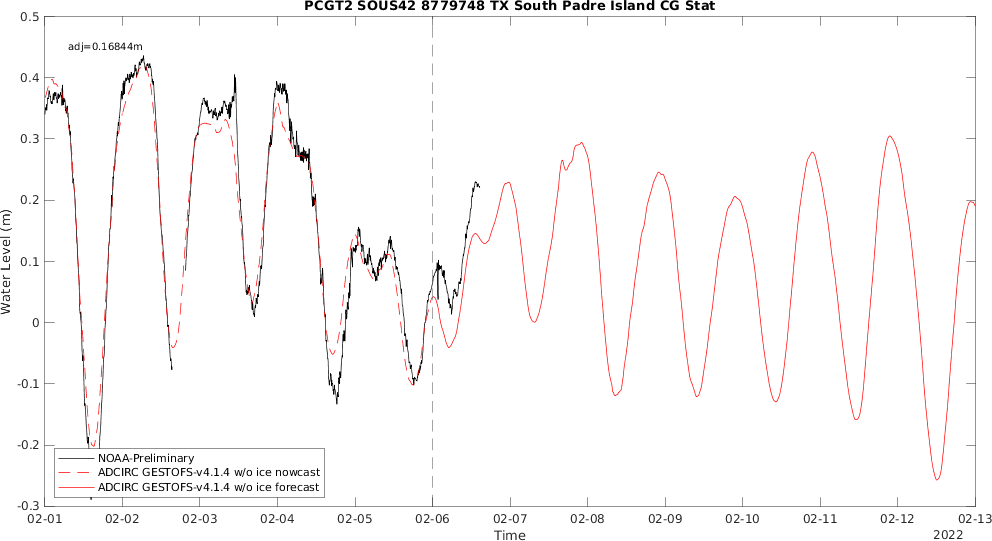 PCGT2 SOUS42 8779748 TX South Padre Island CG Stat
adj=0.16844m
0.5
0.4
0.3
0.2
0.1
0
-0.1
-0.2
-0.3
Water Level (m)
NOAA-Preliminary
ADCIRC GESTOFS-v4.1.4 w/o ice nowcast
ADCIRC GESTOFS-v4.1.4 w/o ice forecast
02-01 02-02 02-03 02-04 02-05 02-06 02-07 02-08 02-09 02-10 02-11 02-12 02-13
Time
2022